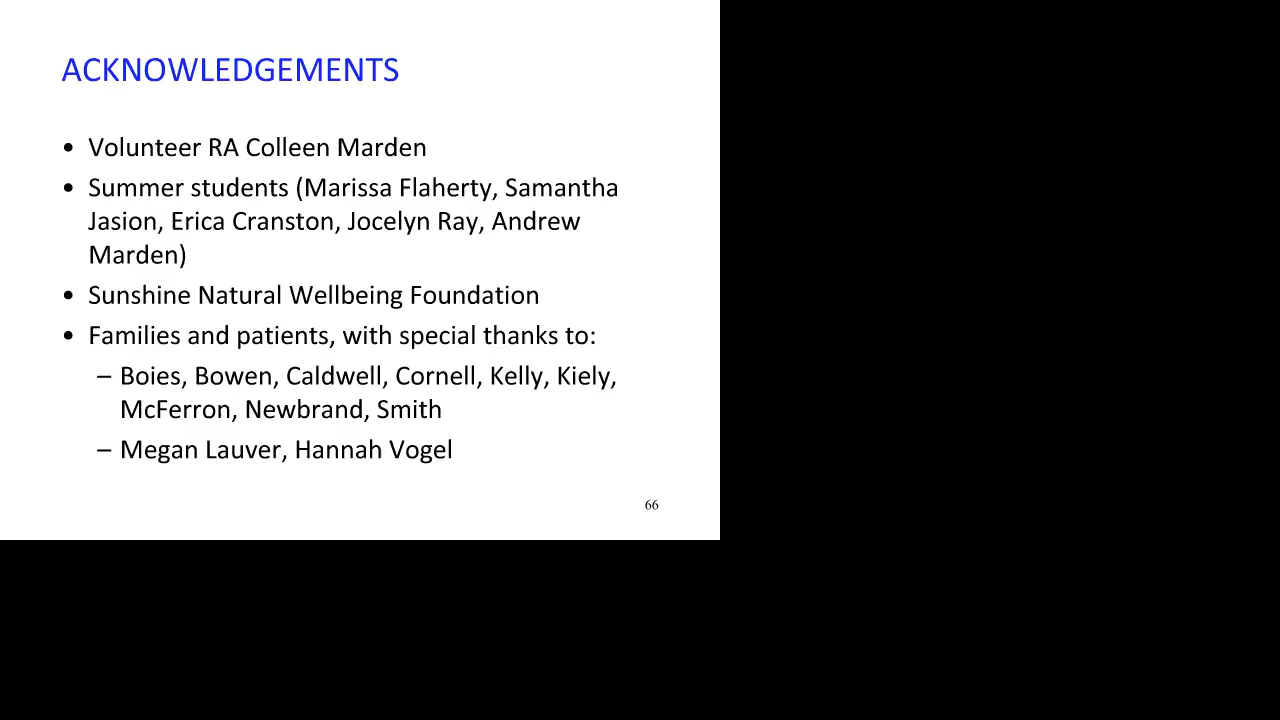 ACKNOWLEDGEMENTS
• Volunteer RA Colleen Marden
• Summer students (Marissa Flaherty, Samantha
Jasion, Erica Cranston, Jocelyn Ray, Andrew
Marden)
• Sunshine Natural Wellbeing Foundation
• Families and patients, with special thanks to:
– Boies, Bowen, Caldwell, Cornell, Kelly, Kiely,
McFerron, Newbrand, Smith
– Megan Lauver, Hannah Vogel
66